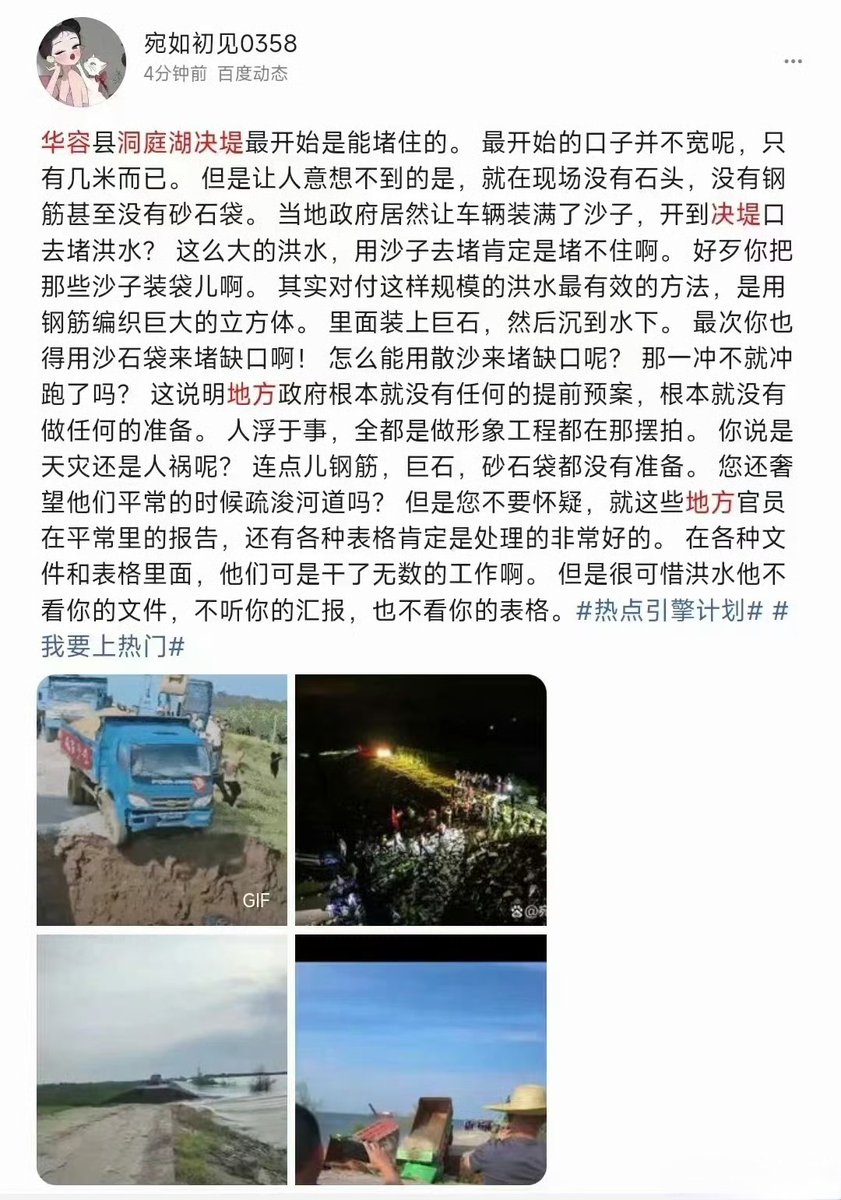 宛如初见0358
4分钟前 百度动态
华容县洞庭湖决堤最开始是能堵住的。 最开始的口子并不宽呢，只
有几米而已。 但是让人意想不到的是，就在现场没有石头，没有钢
筋甚至没有砂石袋。 当地政府居然让车辆装满了沙子，开到决堤口
去堵洪水？ 这么大的洪水，用沙子去堵肯定是堵不住啊。 好歹你把
那些沙子装袋儿啊。 其实对付这样规模的洪水最有效的方法，是用
钢筋编织巨大的立方体。 里面装上巨石，然后沉到水下。 最次你也
得用沙石袋来堵缺口啊！ 怎么能用散沙来堵缺口呢？ 那一冲不就冲
跑了吗？ 这说明地方政府根本就没有任何的提前预案，根本就没有
做任何的准备。 人浮于事，全都是做形象工程都在那摆拍。 你说是
天灾还是人祸呢？ 连点儿钢筋，巨石，砂石袋都没有准备。 您还奢
望他们平常的时候疏浚河道吗？ 但是您不要怀疑，就这些地方官员
在平常里的报告，还有各种表格肯定是处理的非常好的。 在各种文
件和表格里面，他们可是干了无数的工作啊。 但是很可惜洪水他不
看你的文件，不听你的汇报，也不看你的表格。#热点引擎计划# #
我要上热门#
GIF
@宛